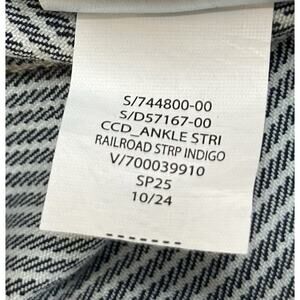 S/744800-00
S/D57167-00
CCD_ANKLE STRI
RAILROAD STRP INDIGO
V/700039910
SP25
10/24